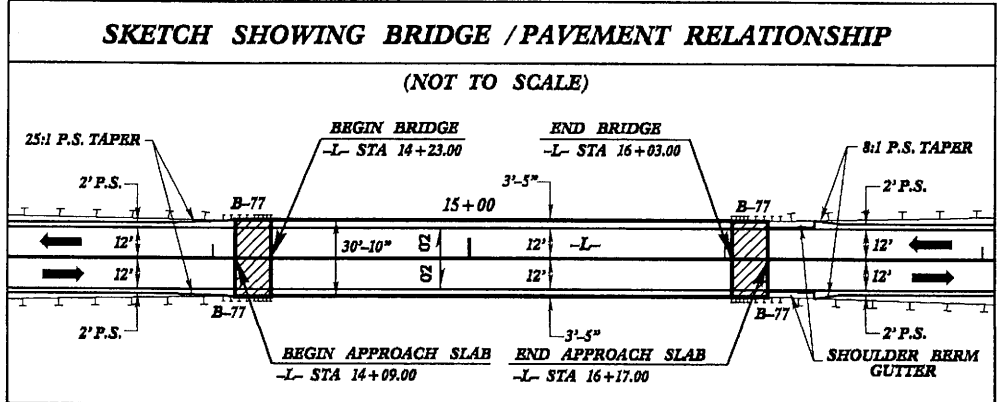 SKETCH SHOWING BRIDGE / PAVEMENT RELATIONSHIP
(NOT TO SCALE)
25:1 P.S. TAPER
BEGIN BRIDGE
-L- STA 14+23.00
END BRIDGE
-L- STA 16+03.00
8:1 P.S. TAPER
2' P.S.
B-77
15+00
3'-5"
B-77
2' P.S.
12'
30'-10"
02
12'
-L-
12'
12'
02
12'
12'
B-77
B-77
2' P.S.
3'-5"
2' P.S.
BEGIN APPROACH SLAB
-L- STA 14+09.00
END APPROACH SLAB
-L- STA 16+17.00
SHOULDER BERM
GUTTER